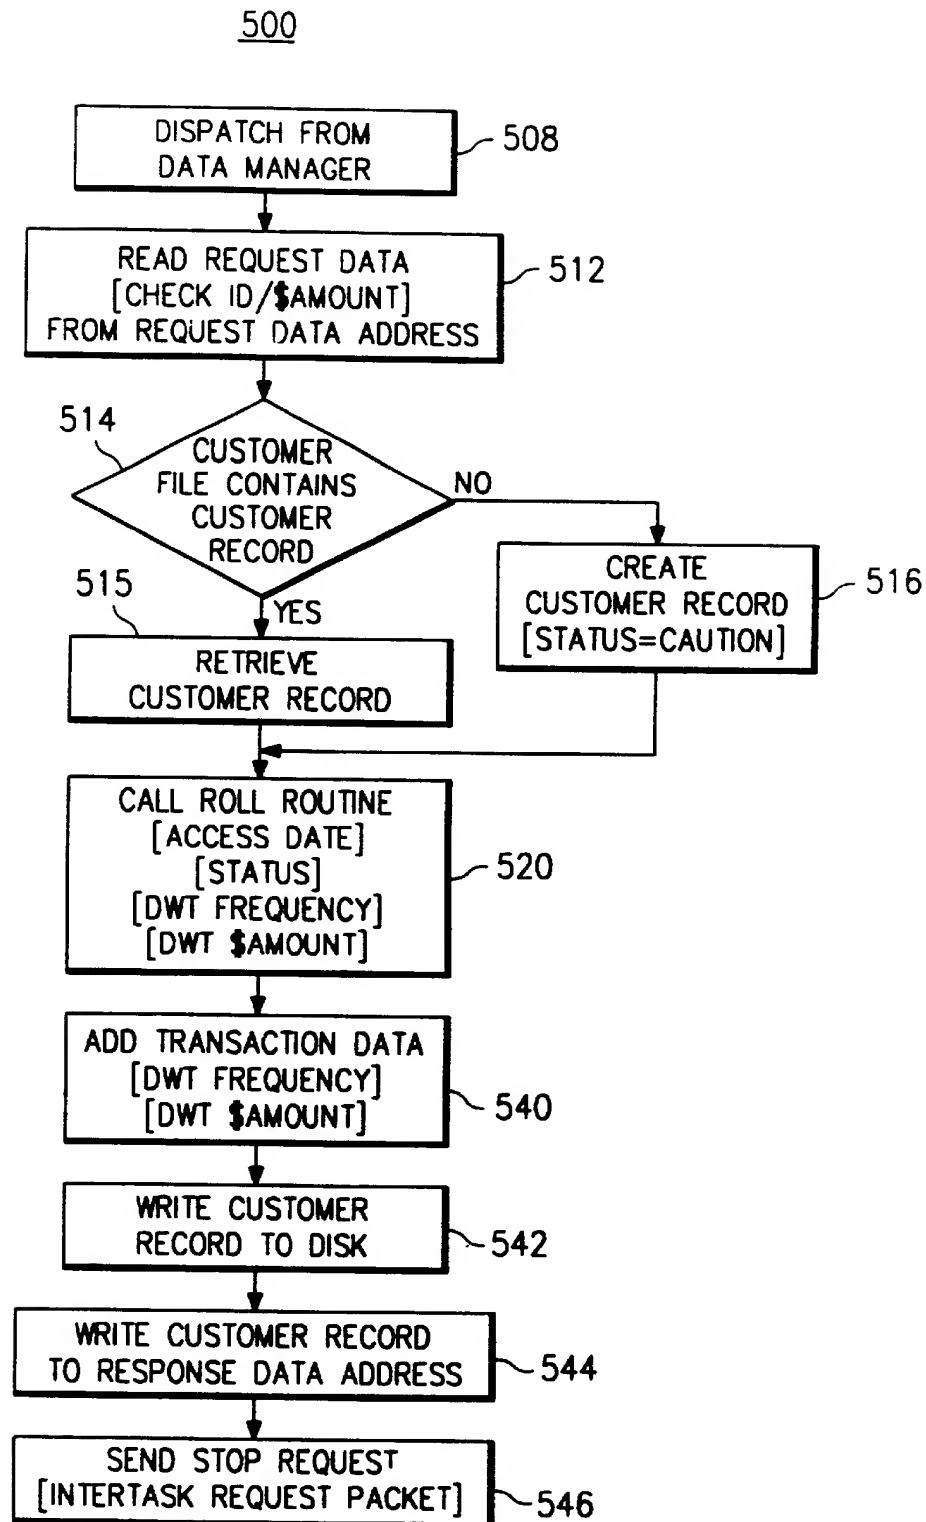 500
DISPATCH FROM
DATA MANAGER
508
READ REQUEST DATA
[CHECK ID/$AMOUNT]
FROM REQUEST DATA ADDRESS
512
514
CUSTOMER
FILE CONTAINS
CUSTOMER
RECORD
NO
YES
CREATE
CUSTOMER RECORD
[STATUS=CAUTION]
516
515
RETRIEVE
CUSTOMER RECORD
CALL ROLL ROUTINE
[ACCESS DATE]
[STATUS]
[DWT FREQUENCY]
[DWT $AMOUNT]
520
ADD TRANSACTION DATA
[DWT FREQUENCY]
[DWT $AMOUNT]
540
WRITE CUSTOMER
RECORD TO DISK
542
WRITE CUSTOMER RECORD
TO RESPONSE DATA ADDRESS
544
SEND STOP REQUEST
[INTERTASK REQUEST PACKET]
546